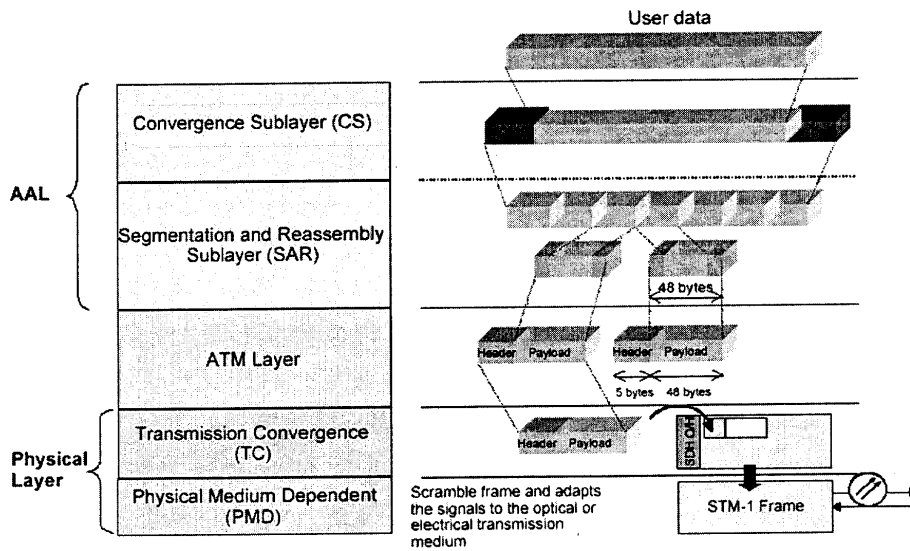 User data
Convergence Sublayer (CS)
AAL
Segmentation and Reassembly
Sublayer (SAR)
48 bytes
ATM Layer
Header Payload
Header Payload
5 bytes 48 bytes
Physical
Layer
Transmission Convergence
(TC)
Header Payload
SDH O/H
Physical Medium Dependent
(PMD)
Scramble frame and adapts
the signals to the optical or
electrical transmission
medium
STM-1 Frame